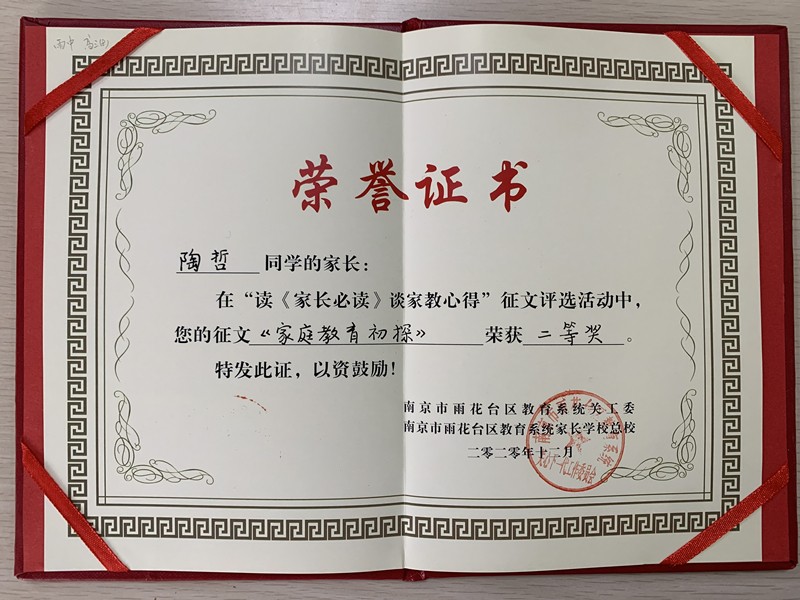 雨中 高二(1)
荣誉证书
陶哲 同学的家长:
在“读《家长必读》谈家教心得”征文评选活动中,
您的征文《家庭教育初探》 荣获 二等奖 。
特发此证,以资鼓励!
南京市雨花台区教育系统关工委
南京市雨花台区教育系统家长学校总校
二零二零年十二月